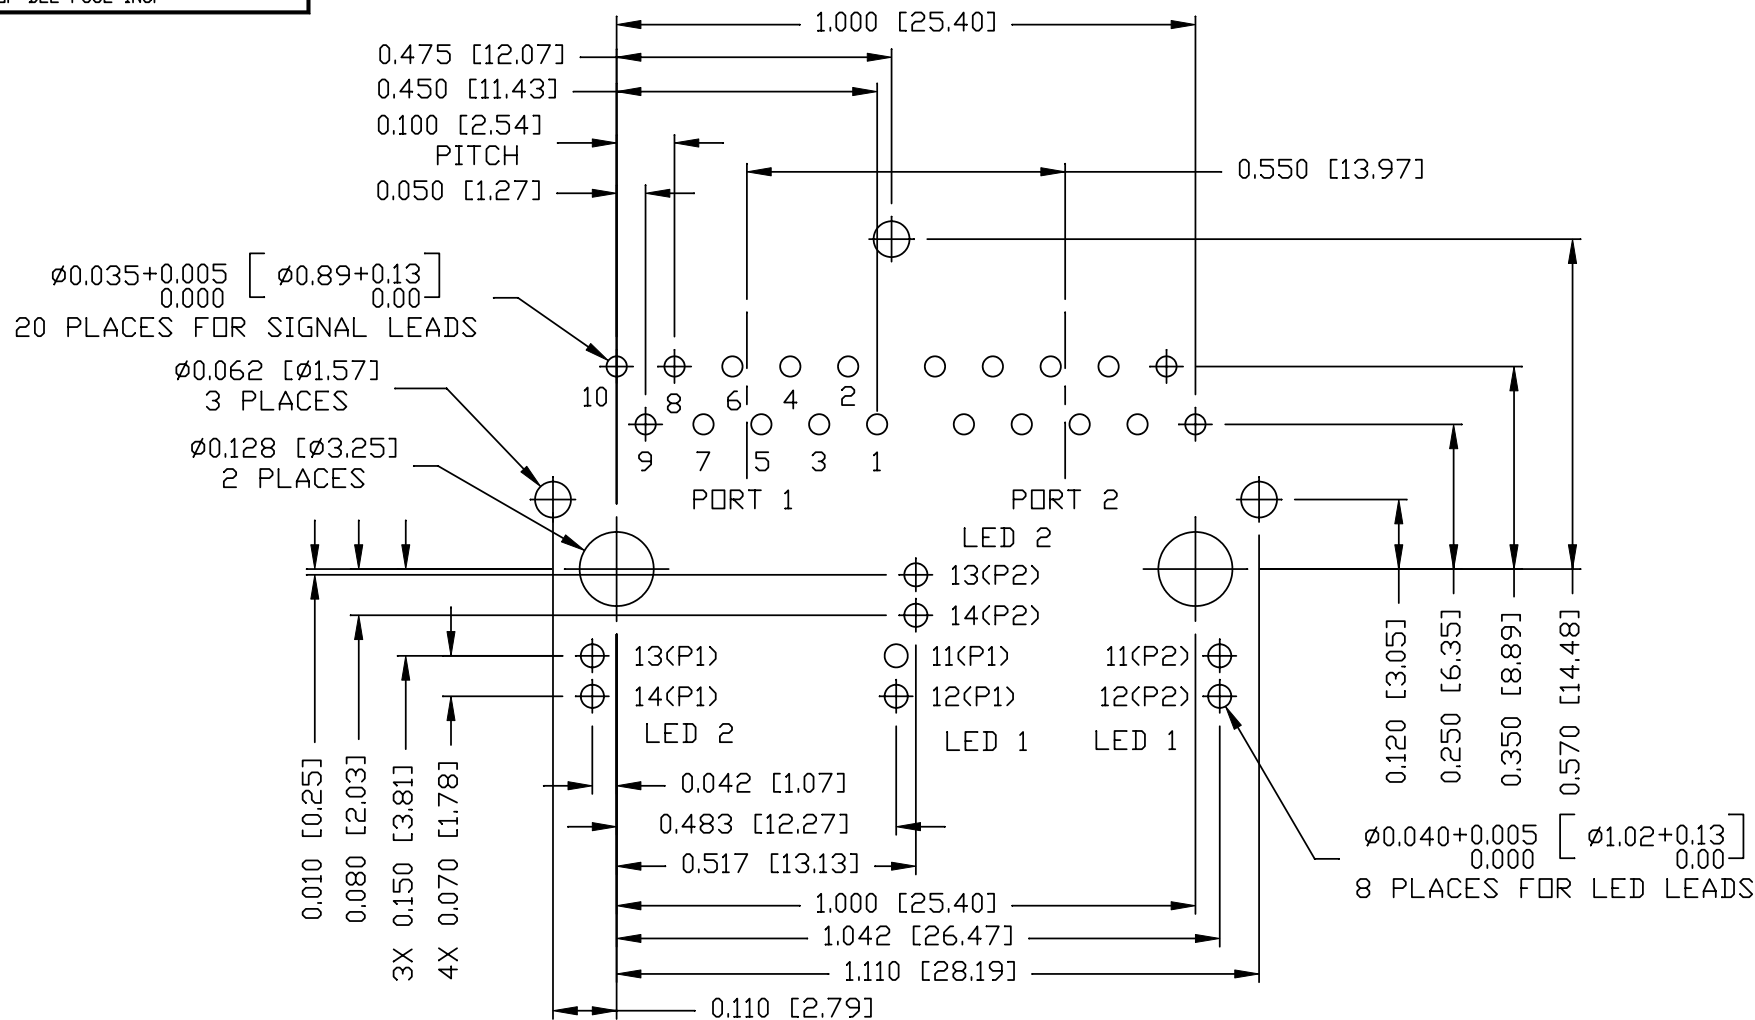 1.000 [25.40]
0.475 [12.07]
0.450 [11.43]
0.100 [2.54]
PITCH
0.050 [1.27]
0.550 [13.97]
ø0.035+0.005 [ ø0.89+0.13 ]
0.000 0.00
20 PLACES FOR SIGNAL LEADS
ø0.062 [ø1.57]
3 PLACES
ø0.128 [ø3.25]
2 PLACES
10 8 6 4 2
9 7 5 3 1
PORT 1 PORT 2
LED 2
13(P2)
14(P2)
13(P1) 11(P1) 11(P2)
14(P1) 12(P1) 12(P2)
LED 2 LED 1 LED 1
0.010 [0.25]
0.080 [2.03]
3X 0.150 [3.81]
4X 0.070 [1.78]
0.120 [3.05]
0.250 [6.35]
0.350 [8.89]
0.570 [14.48]
0.042 [1.07]
0.483 [12.27]
0.517 [13.13]
ø0.040+0.005 [ ø1.02+0.13 ]
0.000 0.00
8 PLACES FOR LED LEADS
1.000 [25.40]
1.042 [26.47]
1.110 [28.19]
0.110 [2.79]